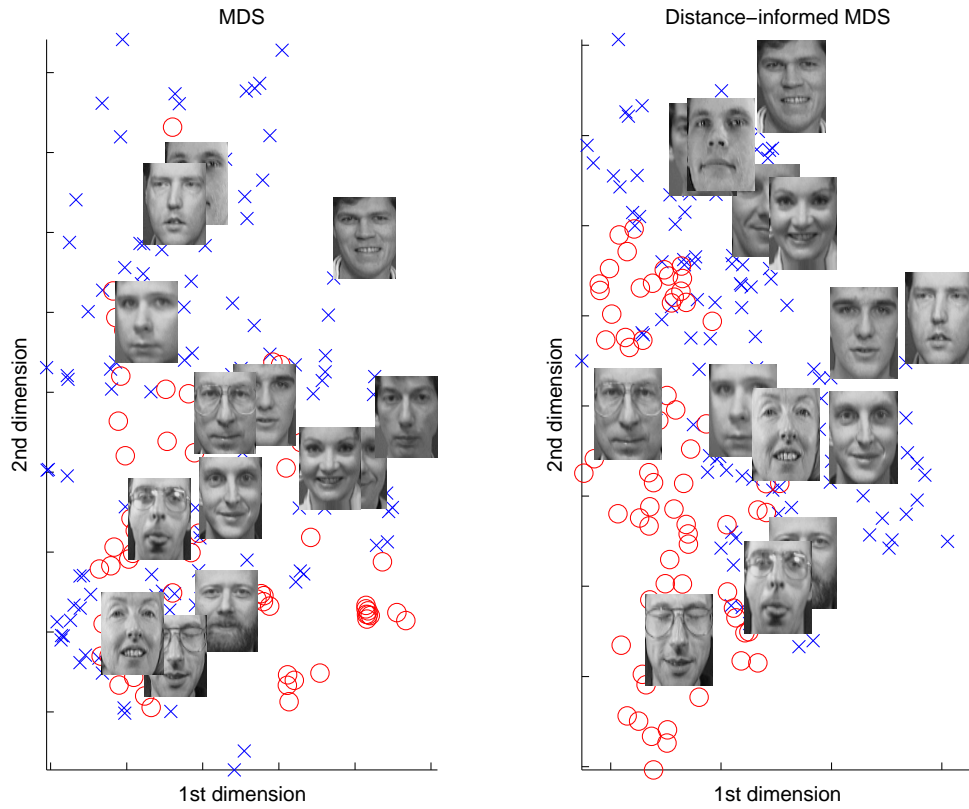 MDS
2nd dimension
1st dimension
Distance−informed MDS
2nd dimension
1st dimension